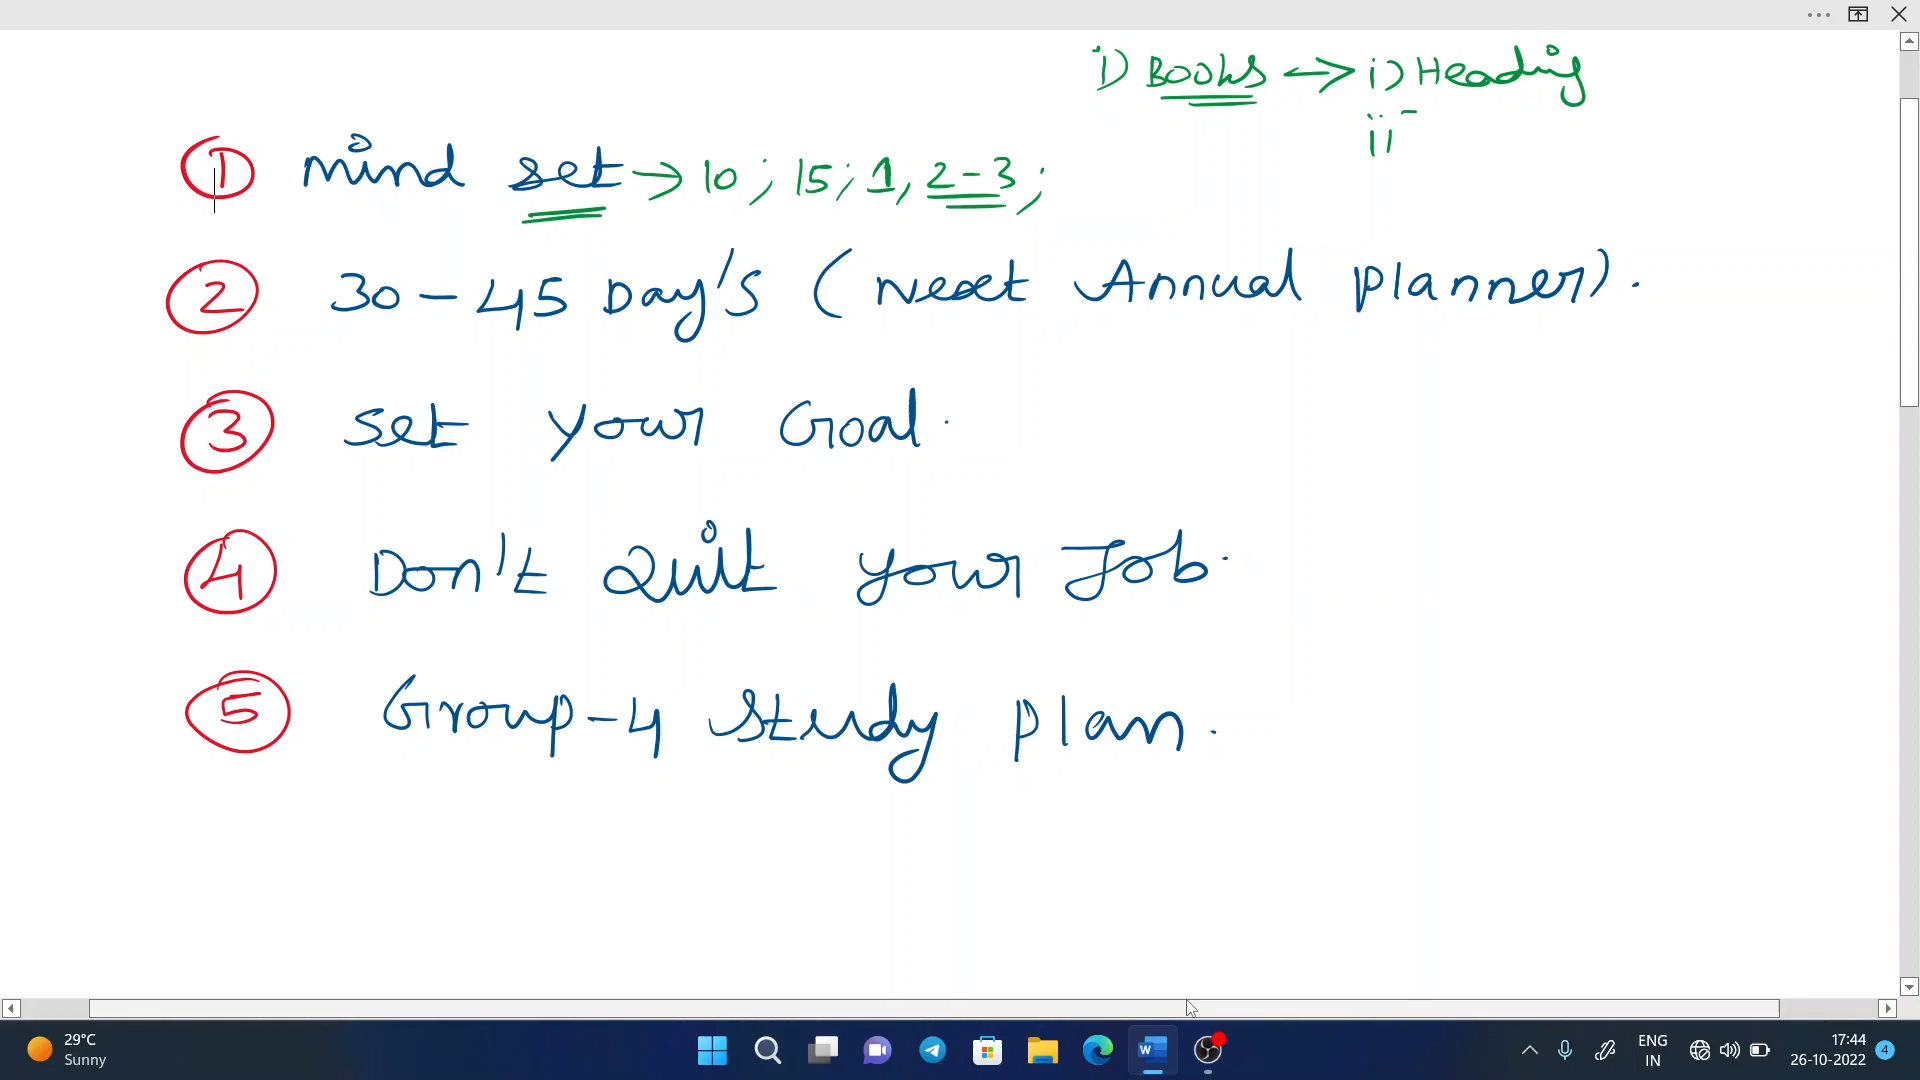 i) Books <-> i) Heading
ii
① mind set → 10 ; 15 ; 1, 2-3 ;
② 30-45 Day's (Next Annual planner).
③ set your Goal.
④ Don't Quit your Job.
⑤ Group-4 study plan.
29°C
Sunny
ENG
IN
17:44
26-10-2022
4